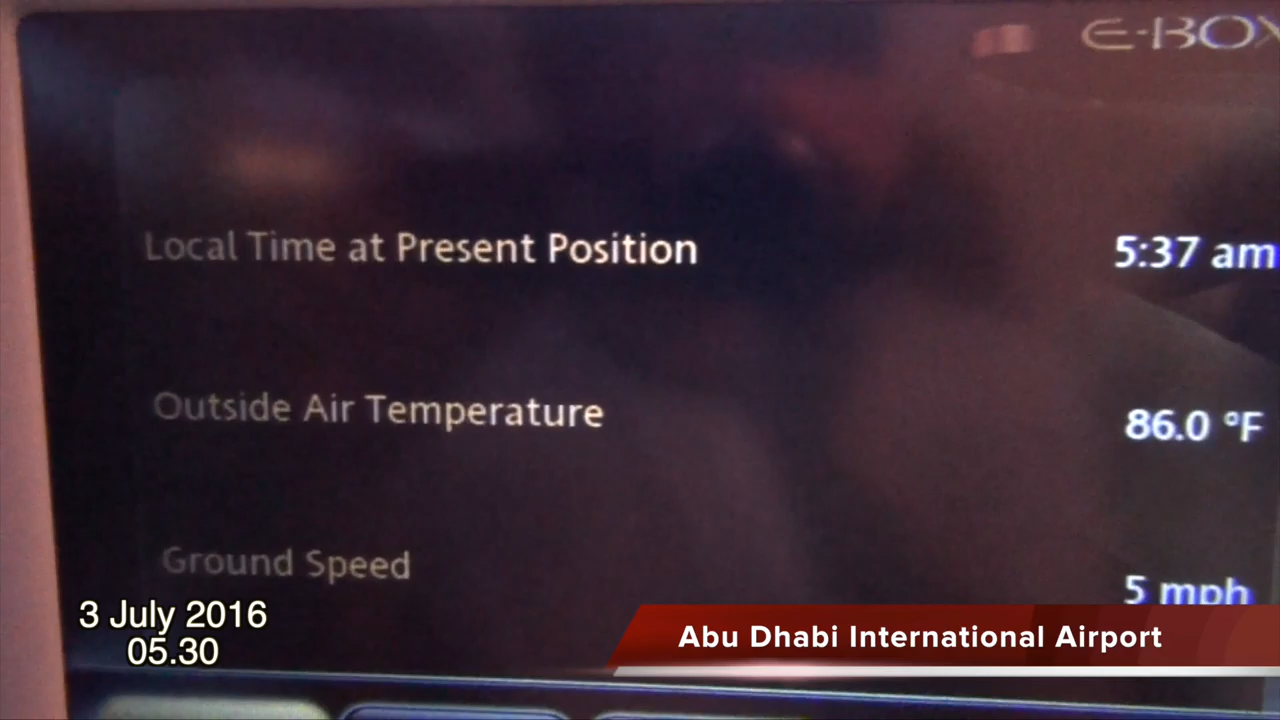 E-BOX
Local Time at Present Position 5:37 am
Outside Air Temperature 86.0 °F
Ground Speed 5 mph
3 July 2016
05.30
Abu Dhabi International Airport